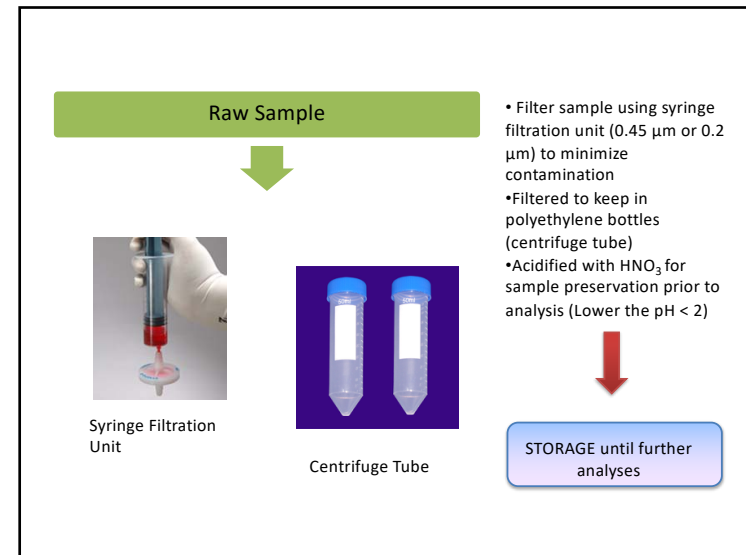 Raw Sample
Syringe Filtration
Unit
Centrifuge Tube
• Filter sample using syringe
filtration unit (0.45 µm or 0.2
µm) to minimize
contamination
•Filtered to keep in
polyethylene bottles
(centrifuge tube)
•Acidified with HNO₃ for
sample preservation prior to
analysis (Lower the pH < 2)
STORAGE until further
analyses